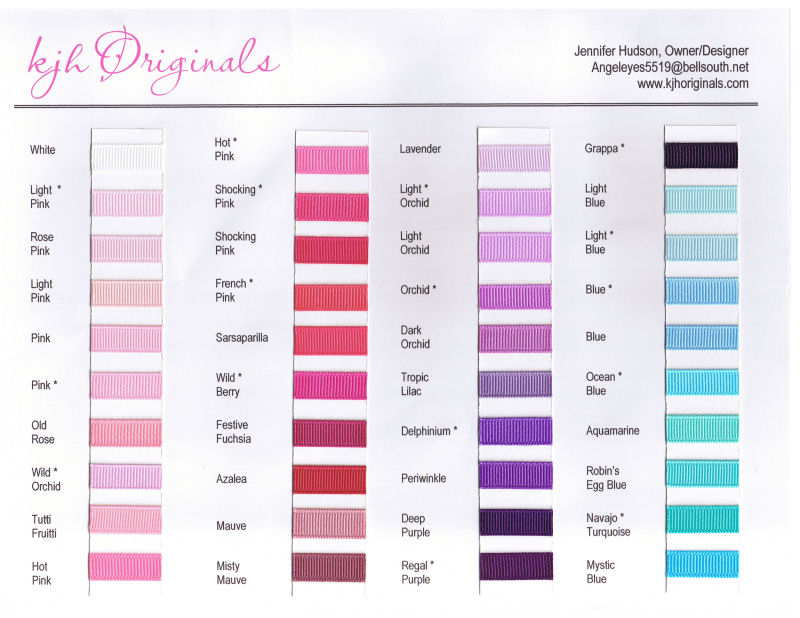 kjh Originals
Jennifer Hudson, Owner/Designer
Angeleyes5519@bellsouth.net
www.kjhoriginals.com
White
Light *
Pink
Rose
Pink
Light
Pink
Pink
Pink *
Old
Rose
Wild *
Orchid
Tutti
Fruitti
Hot
Pink
Hot *
Pink
Shocking *
Pink
Shocking
Pink
French *
Pink
Sarsaparilla
Wild *
Berry
Festive
Fuchsia
Azalea
Mauve
Misty
Mauve
Lavender
Light *
Orchid
Light
Orchid
Orchid *
Dark
Orchid
Tropic
Lilac
Delphinium *
Periwinkle
Deep
Purple
Regal *
Purple
Grappa *
Light
Blue
Light *
Blue
Blue *
Blue
Ocean *
Blue
Aquamarine
Robin's
Egg Blue
Navajo *
Turquoise
Mystic
Blue